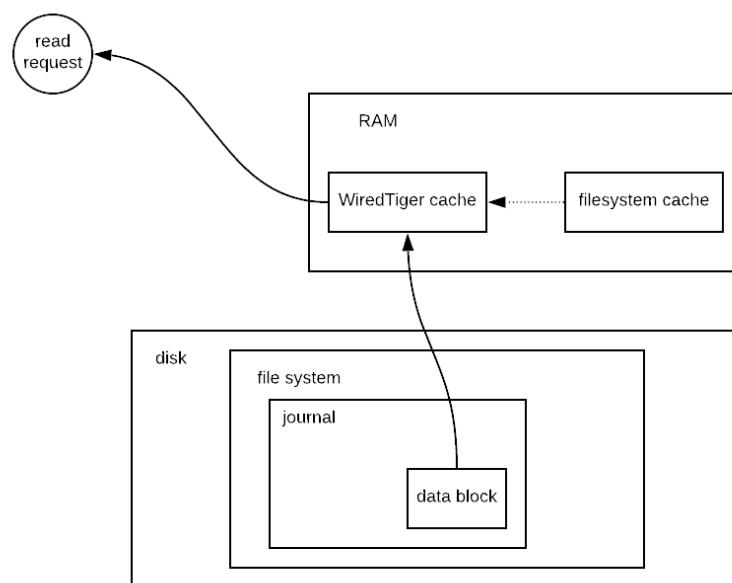 read
request
RAM
WiredTiger cache
filesystem cache
disk
file system
journal
data block